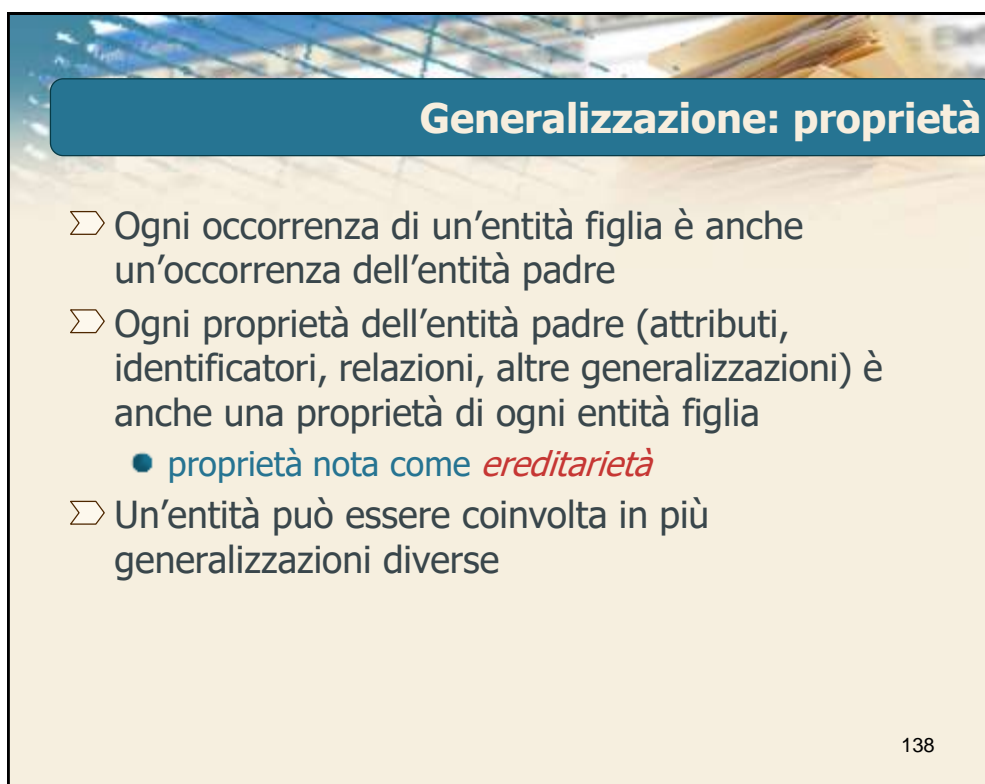 Generalizzazione: proprietà
Ogni occorrenza di un’entità figlia è anche
un’occorrenza dell’entità padre
Ogni proprietà dell’entità padre (attributi,
identificatori, relazioni, altre generalizzazioni) è
anche una proprietà di ogni entità figlia
proprietà nota come ereditarietà
Un’entità può essere coinvolta in più
generalizzazioni diverse
138